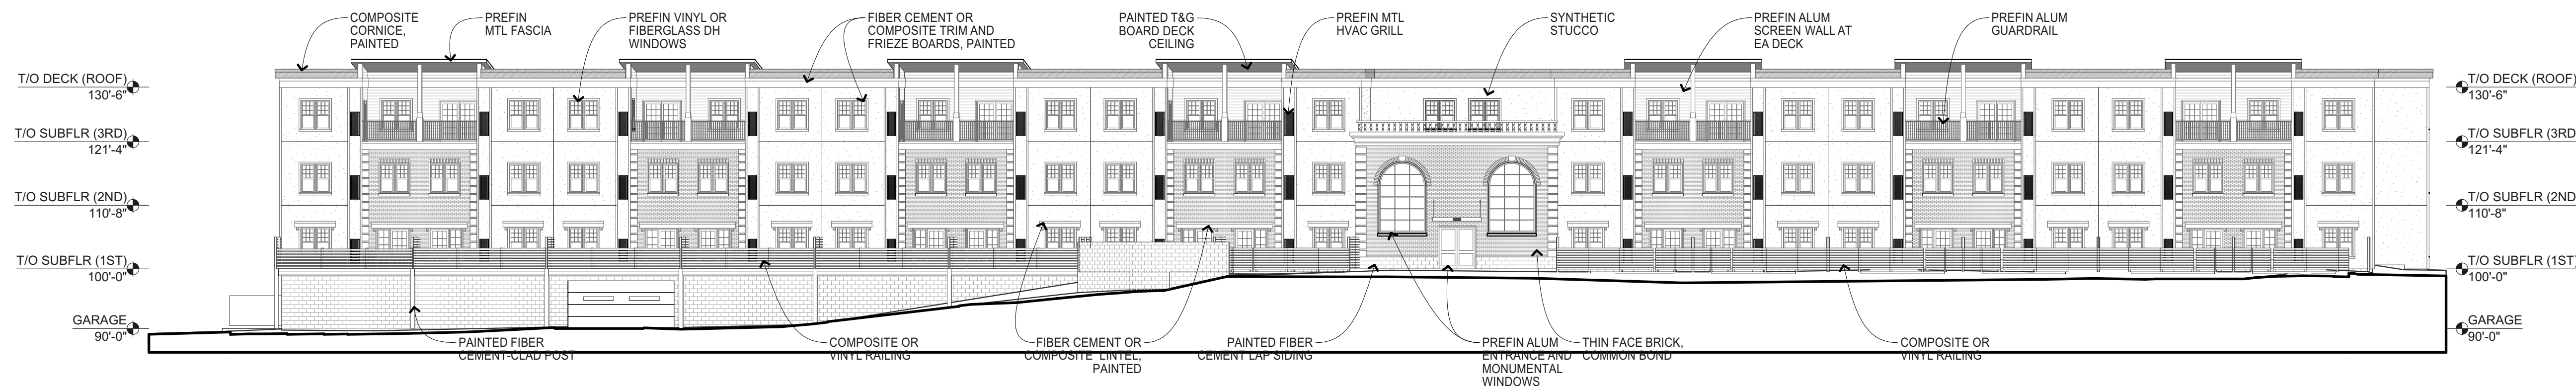 COMPOSITE
CORNICE,
PAINTED
PREFIN
MTL FASCIA
PREFIN VINYL OR
FIBERGLASS DH
WINDOWS
FIBER CEMENT OR
COMPOSITE TRIM AND
FRIEZE BOARDS, PAINTED
PAINTED T&G
BOARD DECK
CEILING
PREFIN MTL
HVAC GRILL
SYNTHETIC
STUCCO
PREFIN ALUM
SCREEN WALL AT
EA DECK
PREFIN ALUM
GUARDRAIL
T/O DECK (ROOF)
130'-6"
T/O SUBFLR (3RD)
121'-4"
T/O SUBFLR (2ND)
110'-8"
T/O SUBFLR (1ST)
100'-0"
GARAGE
90'-0"
T/O DECK (ROOF)
130'-6"
T/O SUBFLR (3RD
121'-4"
T/O SUBFLR (2ND
110'-8"
T/O SUBFLR (1ST)
100'-0"
GARAGE
90'-0"
PAINTED FIBER
CEMENT-CLAD POST
COMPOSITE OR
VINYL RAILING
FIBER CEMENT OR
COMPOSITE LINTEL,
PAINTED
PAINTED FIBER
CEMENT LAP SIDING
PREFIN ALUM
ENTRANCE AND
MONUMENTAL
WINDOWS
THIN FACE BRICK,
COMMON BOND
COMPOSITE OR
VINYL RAILING